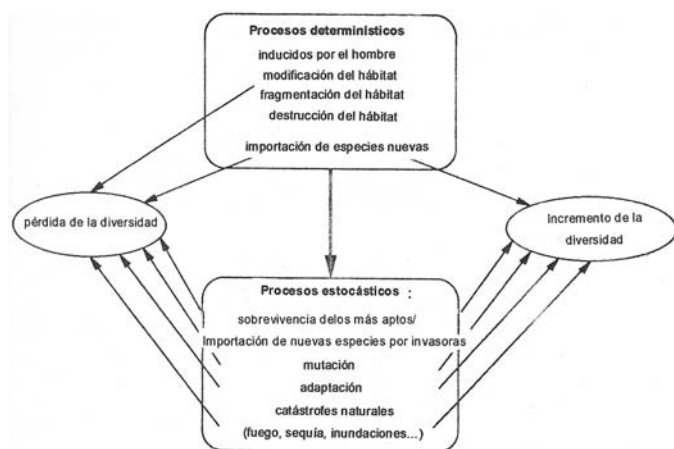 Procesos determinísticos
inducidos por el hombre
modificación del hábitat
fragmentación del hábitat
destrucción del hábitat
importación de especies nuevas
pérdida de la diversidad
Incremento de la
diversidad
Procesos estocásticos :
sobrevivencia delos más aptos/
Importación de nuevas especies por invasoras
mutación
adaptación
catástrofes naturales
(fuego, sequía, inundaciones...)